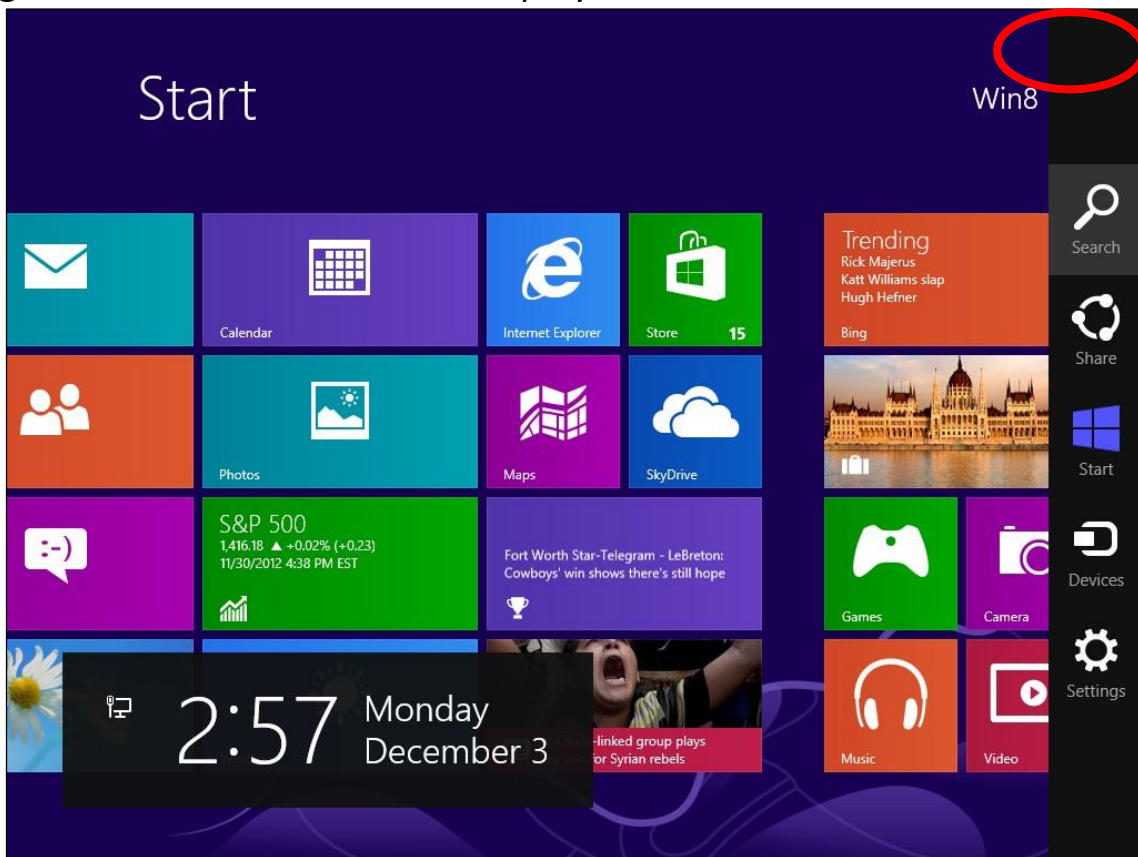 Start
Win8
Search
Share
Start
Devices
Settings
Calendar
Internet Explorer
Store 15
Trending
Rick Majerus
Katt Williams slap
Hugh Hefner
Bing
Photos
Maps
SkyDrive
S&P 500
1,416.18 ▲ +0.02% (+0.23)
11/30/2012 4:38 PM EST
:-)
Fort Worth Star-Telegram - LeBreton:
Cowboys' win shows there's still hope
Games
Camera
2:57 Monday
December 3
-linked group plays
for Syrian rebels
Music
Video